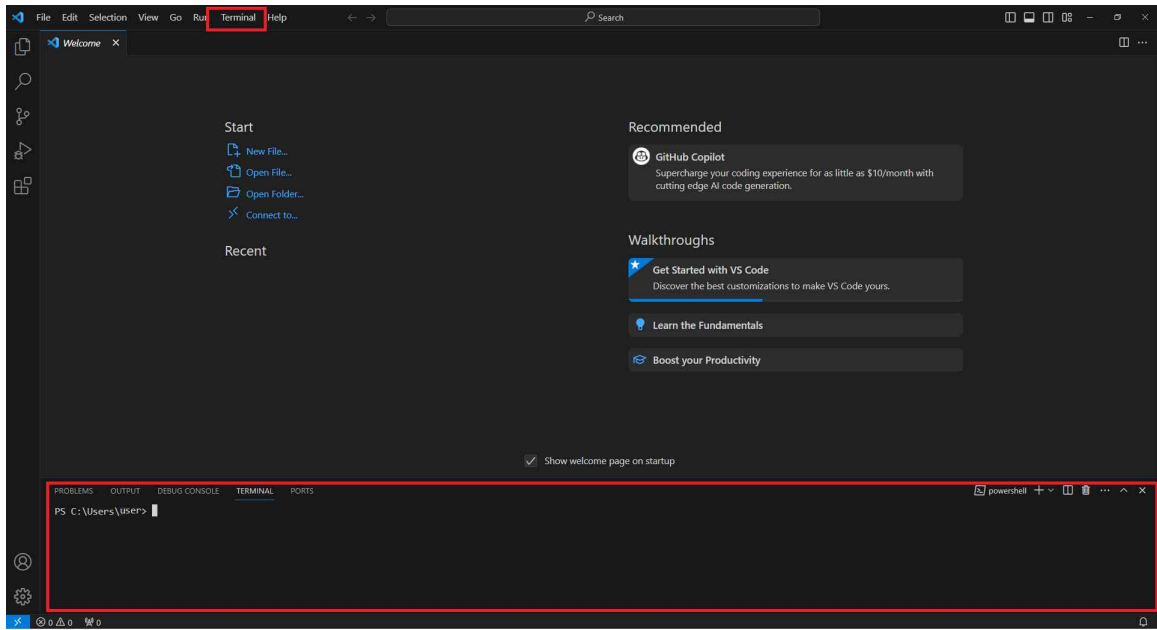 File Edit Selection View Go Run Terminal Help
Search
Welcome
Start
New File...
Open File...
Open Folder...
Connect to...
Recent
Recommended
GitHub Copilot
Supercharge your coding experience for as little as $10/month with
cutting edge AI code generation.
Walkthroughs
Get Started with VS Code
Discover the best customizations to make VS Code yours.
Learn the Fundamentals
Boost your Productivity
Show welcome page on startup
PROBLEMS OUTPUT DEBUG CONSOLE TERMINAL PORTS
powershell
PS C:\Users\user>
0 0 0